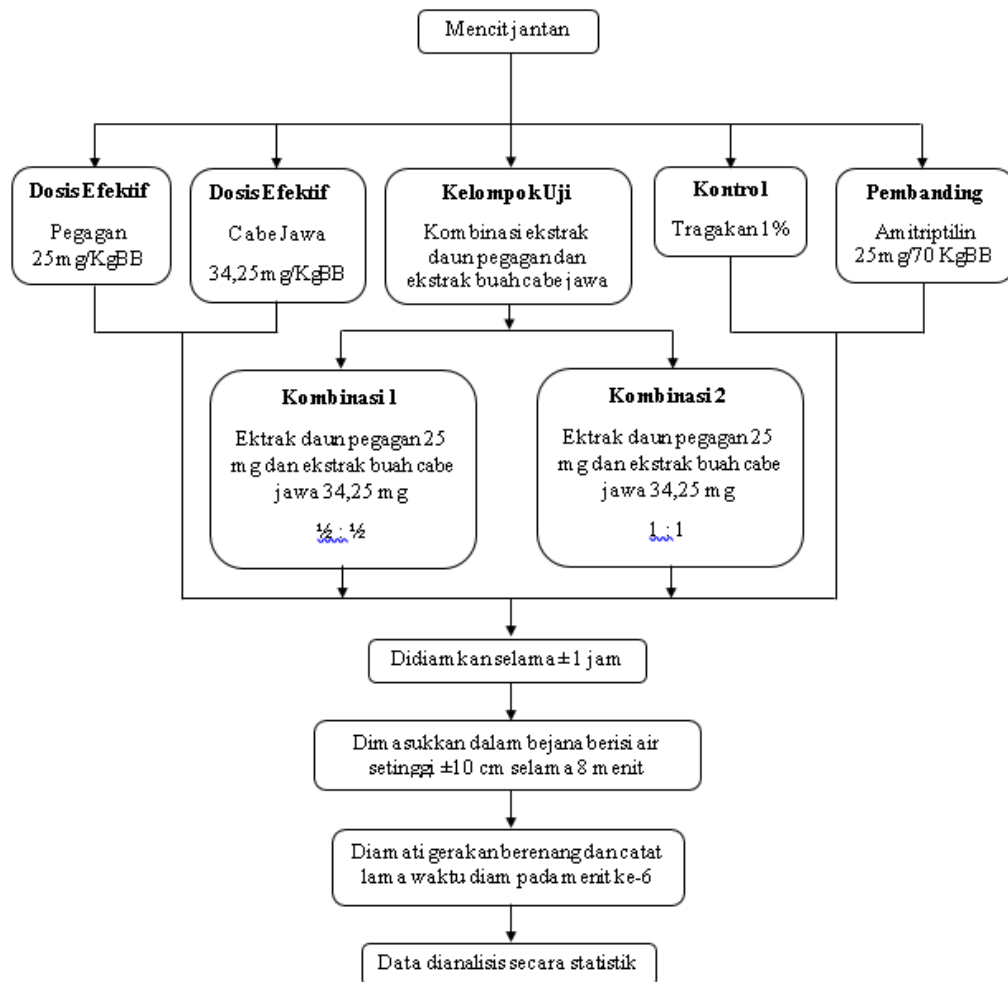 Mencit jantan
Dosis Efektif
Pegagan
25mg/KgBB
Dosis Efektif
Cabe Jawa
34,25mg/KgBB
Kelompok Uji
Kombinasi ekstrak
daun pegagan dan
ekstrak buah cabe jawa
Kontrol
Tragakan 1%
Pembanding
Amitriptilin
25mg/70 KgBB
Kombinasi 1
Ektrak daun pegagan 25
mg dan ekstrak buah cabe
jawa 34,25 mg
½ : ½
Kombinasi 2
Ektrak daun pegagan 25
mg dan ekstrak buah cabe
jawa 34,25 mg
1 : 1
Didiamkan selama ± 1 jam
Dimasukkan dalam bejana berisi air
setinggi ±10 cm selama 8 menit
Diamati gerakan berenang dan catat
lama waktu diam pada menit ke-6
Data dianalisis secara statistik